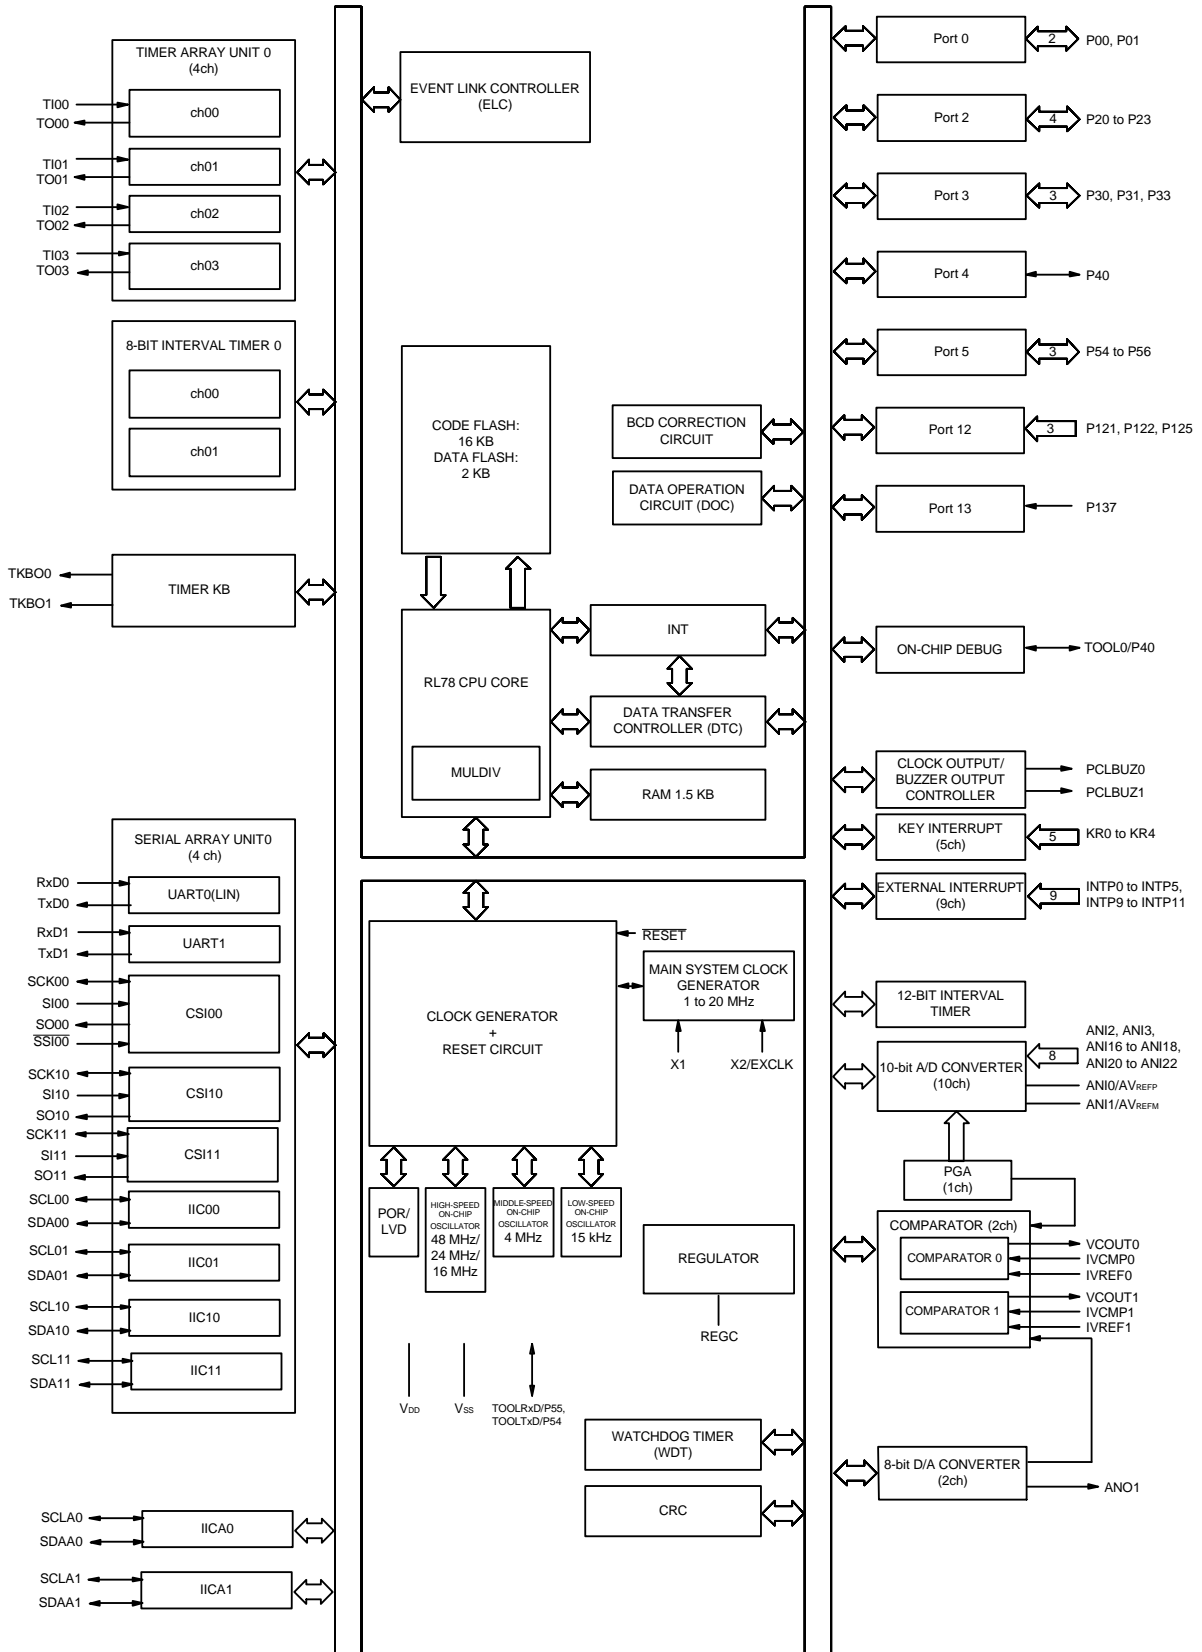 TIMER ARRAY UNIT 0
(4ch)
TI00
TO00
ch00
TI01
TO01
ch01
TI02
TO02
ch02
TI03
TO03
ch03
8-BIT INTERVAL TIMER 0
ch00
ch01
TKBO0
TKBO1
TIMER KB
SERIAL ARRAY UNIT0
(4 ch)
RxD0
TxD0
UART0(LIN)
RxD1
TxD1
UART1
SCK00
SI00
SO00
SSI00
CSI00
SCK10
SI10
SO10
CSI10
SCK11
SI11
SO11
CSI11
SCL00
SDA00
IIC00
SCL01
SDA01
IIC01
SCL10
SDA10
IIC10
SCL11
SDA11
IIC11
SCLA0
SDAA0
IICA0
SCLA1
SDAA1
IICA1
EVENT LINK CONTROLLER
(ELC)
CODE FLASH:
16 KB
DATA FLASH:
2 KB
BCD CORRECTION
CIRCUIT
DATA OPERATION
CIRCUIT (DOC)
RL78 CPU CORE
MULDIV
INT
DATA TRANSFER
CONTROLLER (DTC)
RAM 1.5 KB
CLOCK GENERATOR
+
RESET CIRCUIT
RESET
MAIN SYSTEM CLOCK
GENERATOR
1 to 20 MHz
X1
X2/EXCLK
POR/
LVD
HIGH-SPEED
ON-CHIP
OSCILLATOR
48 MHz/
24 MHz/
16 MHz
MIDDLE-SPEED
ON-CHIP
OSCILLATOR
4 MHz
LOW-SPEED
ON-CHIP
OSCILLATOR
15 kHz
REGULATOR
REGC
VDD
VSS
TOOLRxD/P55,
TOOLTxD/P54
WATCHDOG TIMER
(WDT)
CRC
Port 0
2
P00, P01
Port 2
4
P20 to P23
Port 3
3
P30, P31, P33
Port 4
P40
Port 5
3
P54 to P56
Port 12
3
P121, P122, P125
Port 13
P137
ON-CHIP DEBUG
TOOL0/P40
CLOCK OUTPUT/
BUZZER OUTPUT
CONTROLLER
PCLBUZ0
PCLBUZ1
KEY INTERRUPT
(5ch)
5
KR0 to KR4
EXTERNAL INTERRUPT
(9ch)
9
INTP0 to INTP5,
INTP9 to INTP11
12-BIT INTERVAL
TIMER
10-bit A/D CONVERTER
(10ch)
8
ANI2, ANI3,
ANI16 to ANI18,
ANI20 to ANI22
ANI0/AVREFP
ANI1/AVREFM
PGA
(1ch)
COMPARATOR (2ch)
COMPARATOR 0
VCOUT0
IVCMP0
IVREF0
COMPARATOR 1
VCOUT1
IVCMP1
IVREF1
8-bit D/A CONVERTER
(2ch)
ANO1